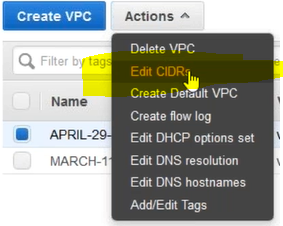 Create VPC
Actions
Filter by tags
Name
APRIL-29-
MARCH-11
Delete VPC
Edit CIDRs
Create Default VPC
Create flow log
Edit DHCP options set
Edit DNS resolution
Edit DNS hostnames
Add/Edit Tags